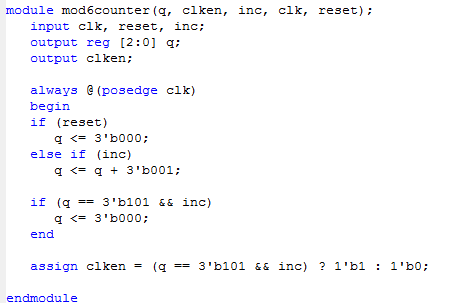 module mod6counter(q, clken, inc, clk, reset);
input clk, reset, inc;
output reg [2:0] q;
output clken;
always @(posedge clk)
begin
if (reset)
q <= 3'b000;
else if (inc)
q <= q + 3'b001;
if (q == 3'b101 && inc)
q <= 3'b000;
end
assign clken = (q == 3'b101 && inc) ? 1'b1 : 1'b0;
endmodule